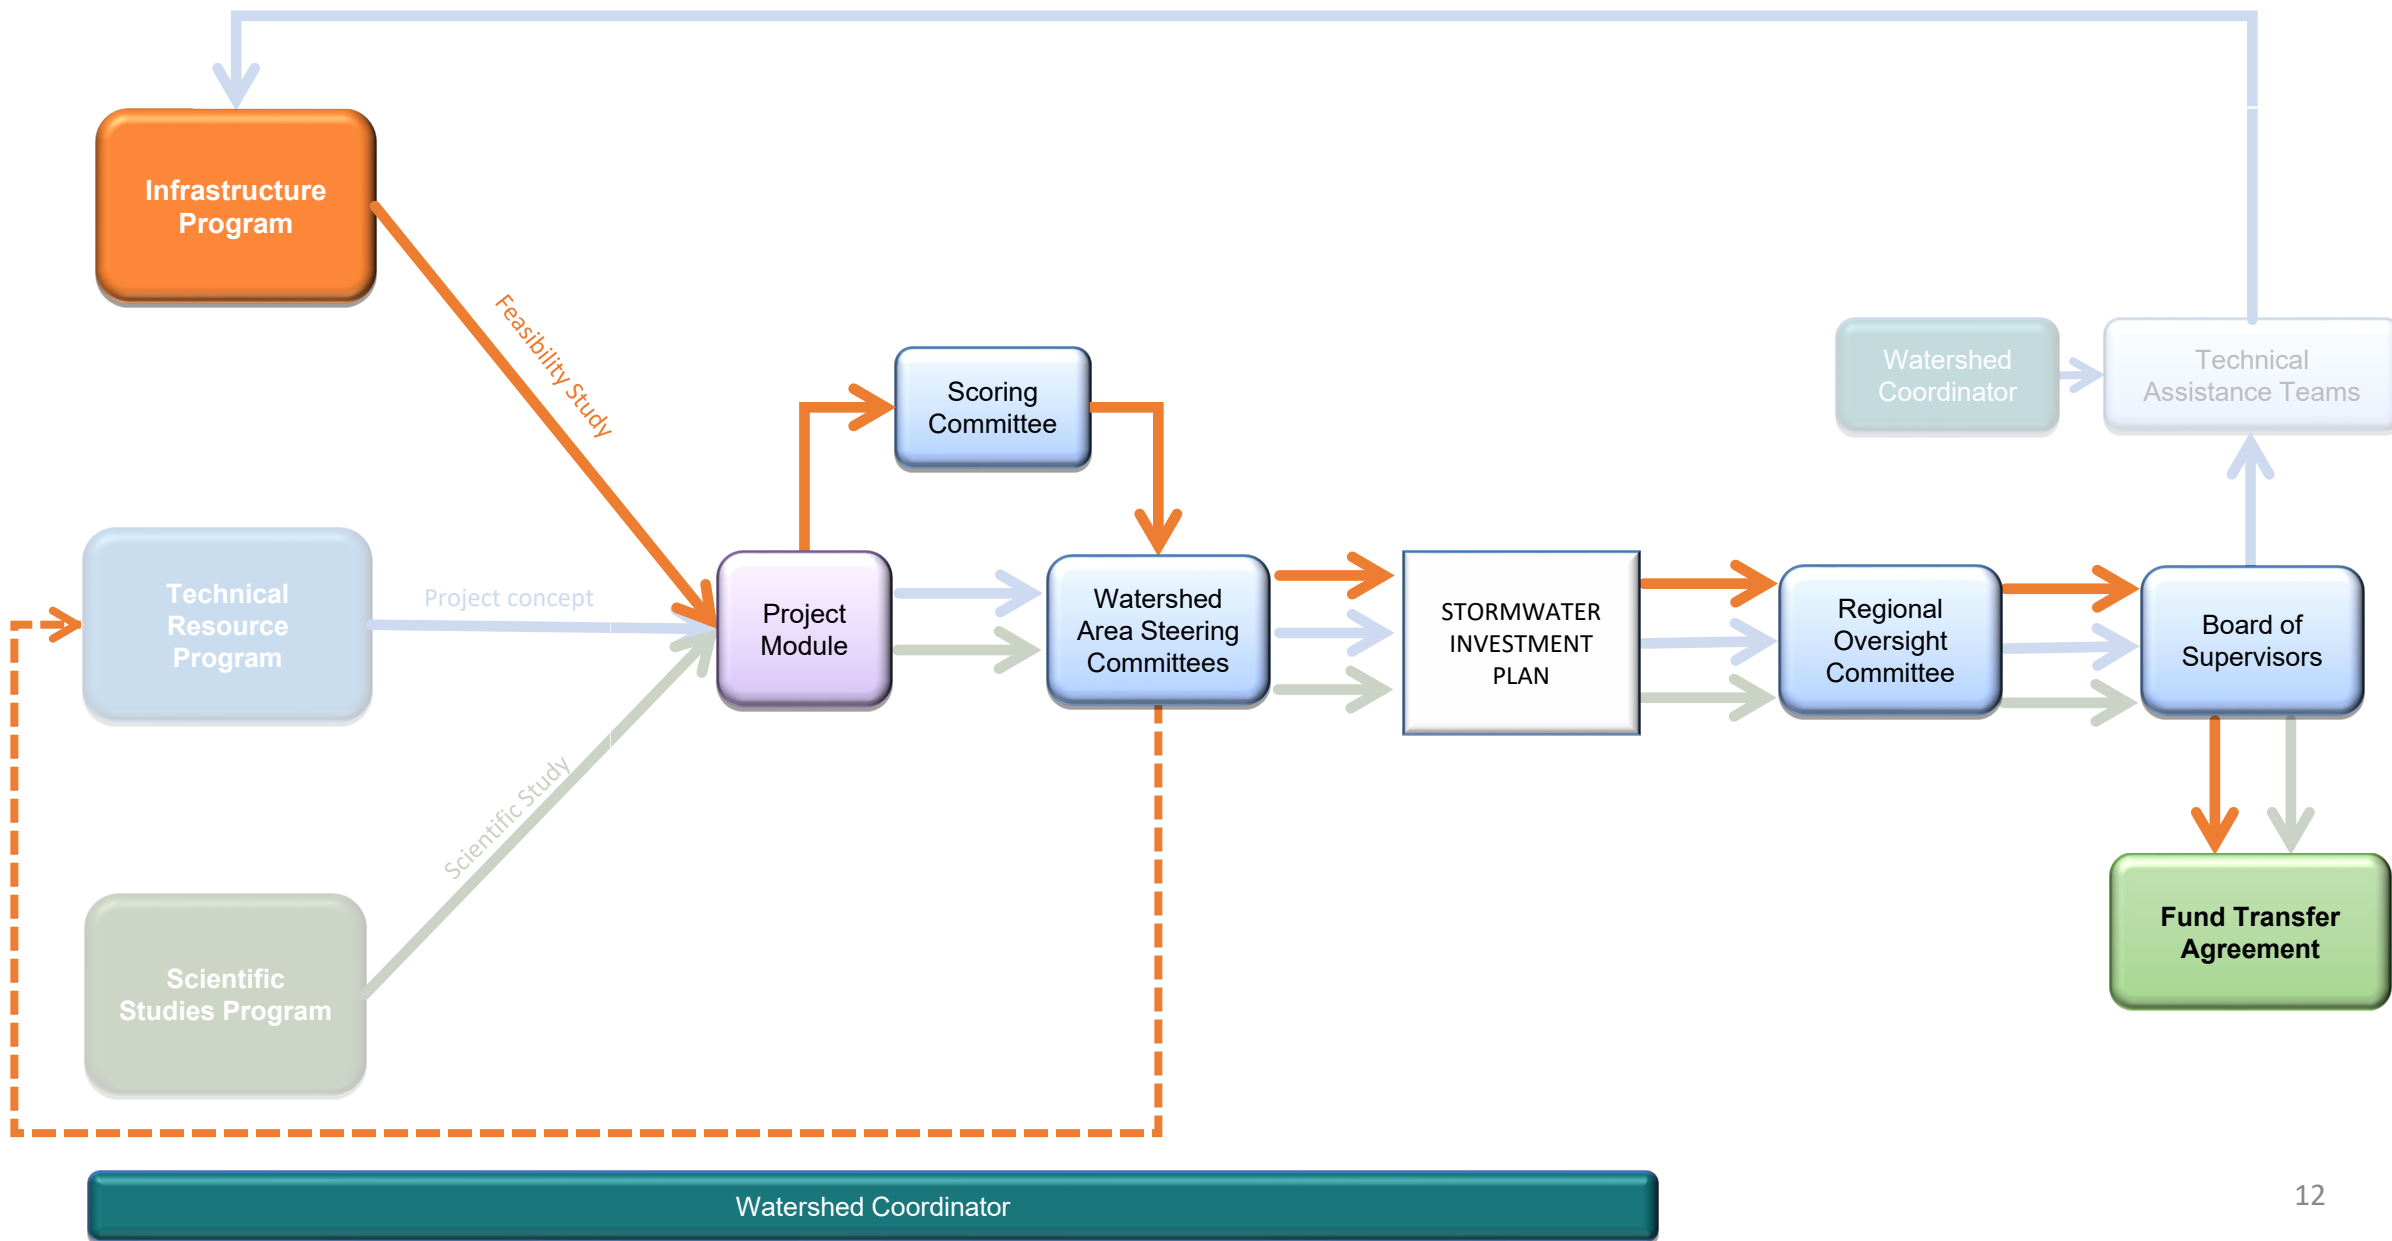 Infrastructure
Program
Feasibility Study
Scoring
Committee
Watershed
Coordinator
Technical
Assistance Teams
Technical
Resource
Program
Project concept
Project
Module
Watershed
Area Steering
Committees
STORMWATER
INVESTMENT
PLAN
Regional
Oversight
Committee
Board of
Supervisors
Scientific Study
Scientific
Studies Program
Fund Transfer
Agreement
Watershed Coordinator
12